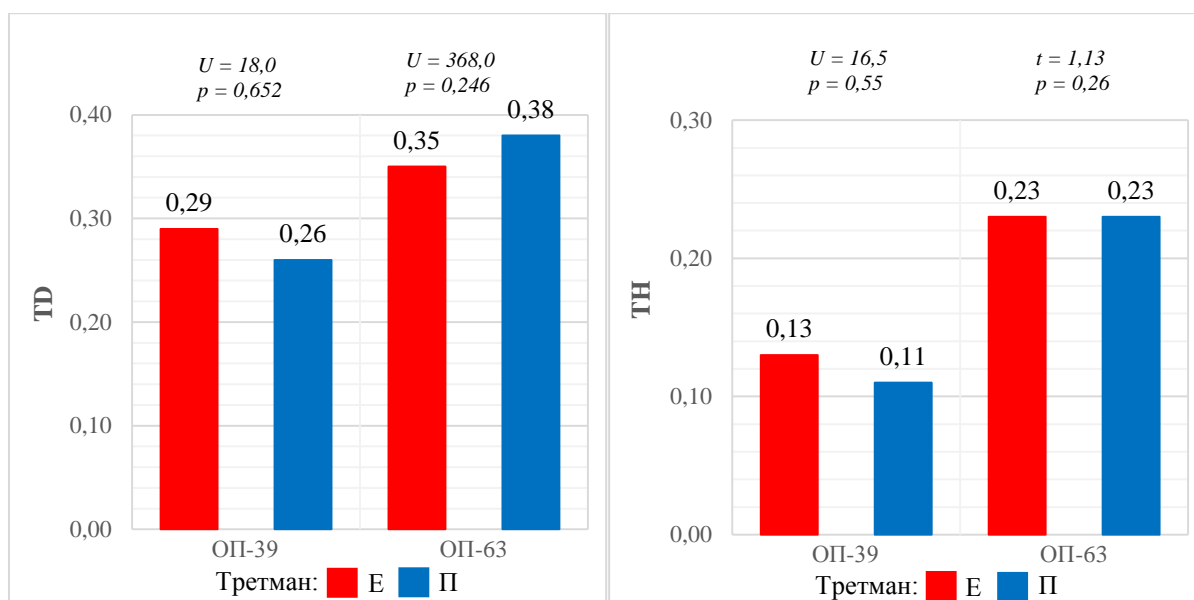 U = 18,0
p = 0,652
U = 368,0
p = 0,246
0,40
0,30
0,20
0,10
0,00
TD
0,29
0,26
0,35
0,38
ОП-39
ОП-63
Третман: Е П
U = 16,5
p = 0,55
t = 1,13
p = 0,26
0,30
0,20
0,10
0,00
TH
0,13
0,11
0,23
0,23
ОП-39
ОП-63
Третман: Е П